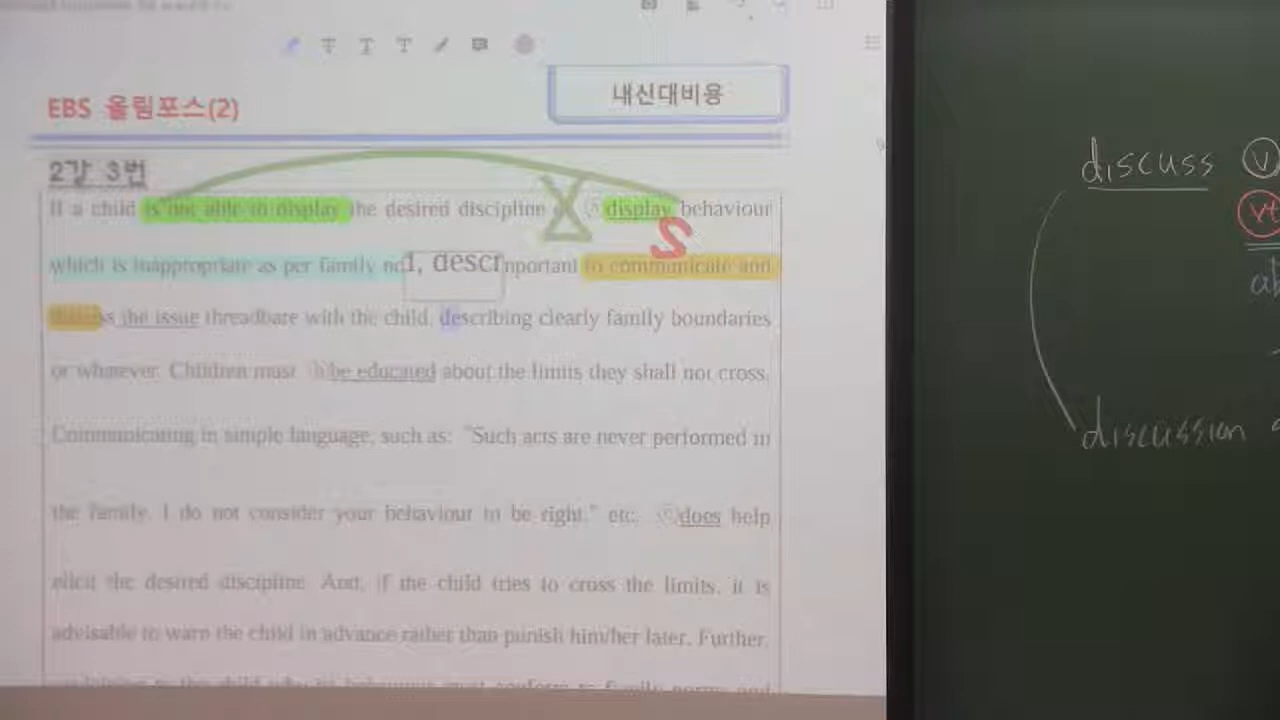 EBS 올림포스(2)
내신대비용
2강 3번
If a child is not able to display the desired discipline display behaviour
S
which is inappropriate as per family no l, descr nportant to communicate and
s the issue threadbare with the child, describing clearly family boundaries
or whatever. Children must ⓑbe educated about the limits they shall not cross.
Communicating in simple language, such as: "Such acts are never performed in
the family. I do not consider your behaviour to be right." etc. ⓒdoes help
elicit the desired discipline. And, if the child tries to cross the limits, it is
advisable to warn the child in advance rather than punish him/her later. Further,
discuss ⓥ
vt
discussion